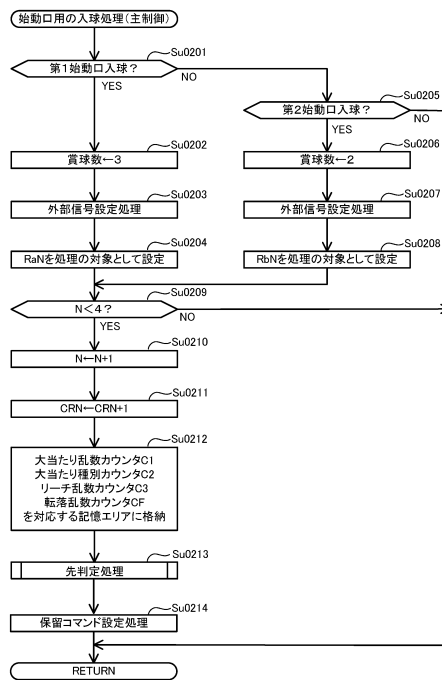 始動口用の入球処理(主制御)
Su0201
第1始動口入球?
NO
YES
Su0205
第2始動口入球?
NO
YES
Su0202
賞球数←3
Su0206
賞球数←2
Su0203
外部信号設定処理
Su0207
外部信号設定処理
Su0204
RaNを処理の対象として設定
Su0208
RbNを処理の対象として設定
Su0209
N<4?
NO
YES
Su0210
N←N+1
Su0211
CRN←CRN+1
Su0212
大当たり乱数カウンタC1
大当たり種別カウンタC2
リーチ乱数カウンタC3
転落乱数カウンタCF
を対応する記憶エリアに格納
Su0213
先判定処理
Su0214
保留コマンド設定処理
RETURN